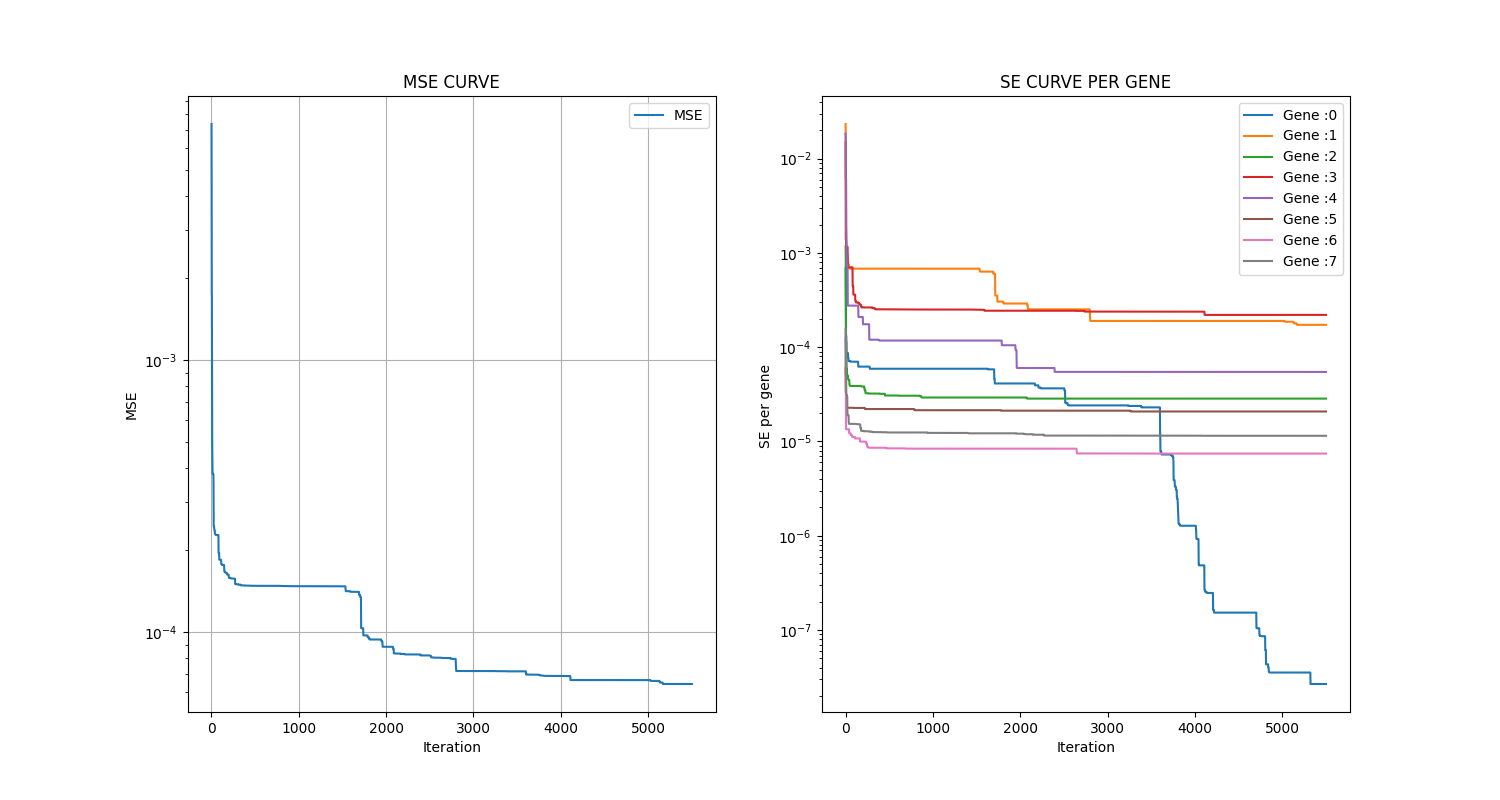 MSE CURVE
MSE
10^-3
10^-4
MSE
0 1000 2000 3000 4000 5000
Iteration
SE CURVE PER GENE
Gene :0
Gene :1
Gene :2
Gene :3
Gene :4
Gene :5
Gene :6
Gene :7
10^-2
10^-3
10^-4
10^-5
10^-6
10^-7
SE per gene
0 1000 2000 3000 4000 5000
Iteration